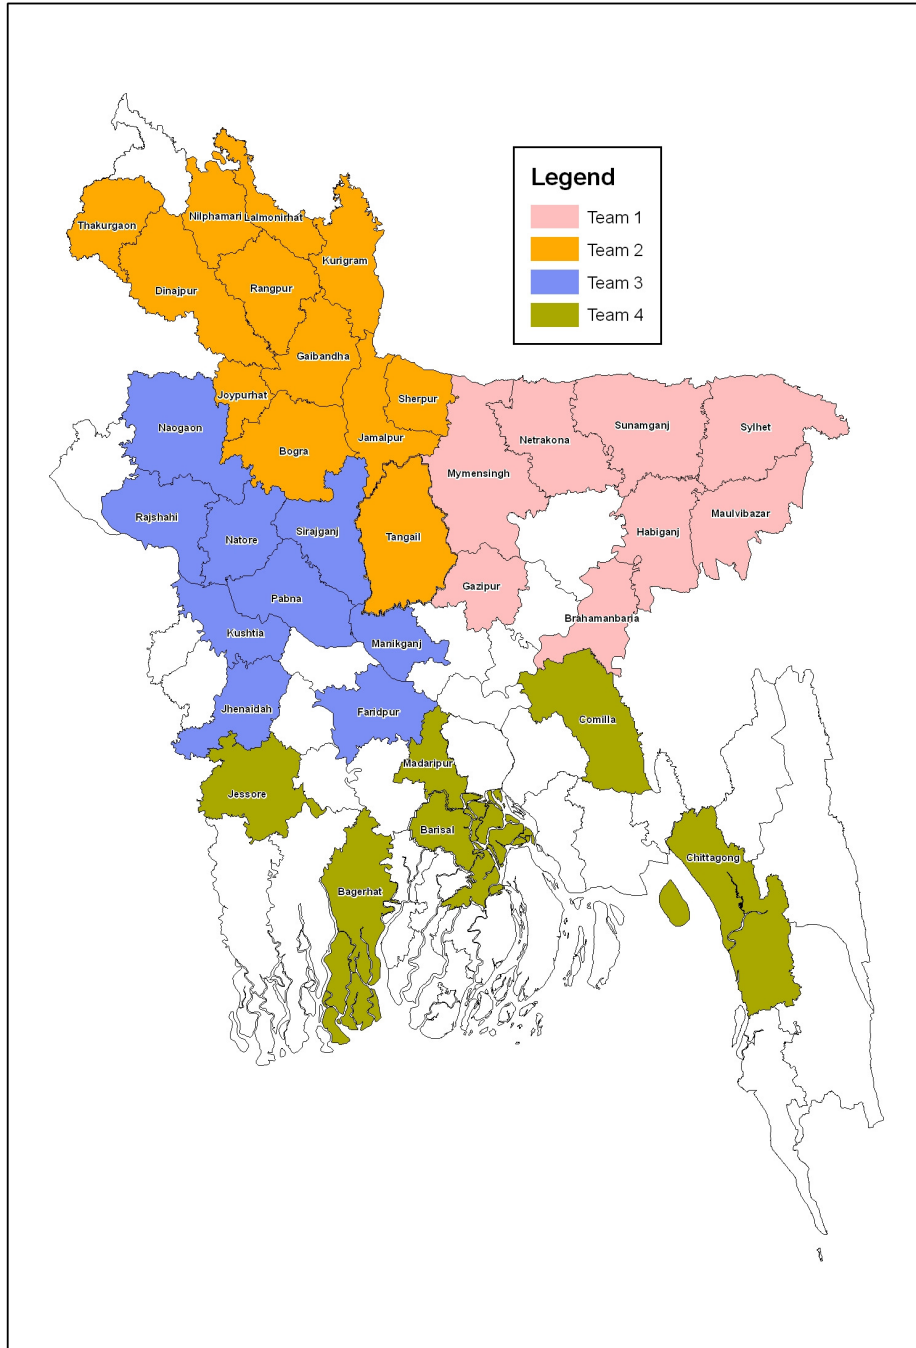 Legend
Team 1
Team 2
Team 3
Team 4
Nilphamari
Lalmonirhat
Thakurgaon
Kurigram
Dinajpur
Rangpur
Gaibandha
Joypurhat
Sherpur
Naogaon
Jamalpur
Netrakona
Sunamganj
Sylhet
Bogra
Mymensingh
Rajshahi
Maulvibazar
Natore
Sirajganj
Tangail
Habiganj
Gazipur
Pabna
Brahamanbaria
Kushtia
Manikganj
Jhenaidah
Faridpur
Comilla
Madaripur
Jessore
Barisal
Chittagong
Bagerhat